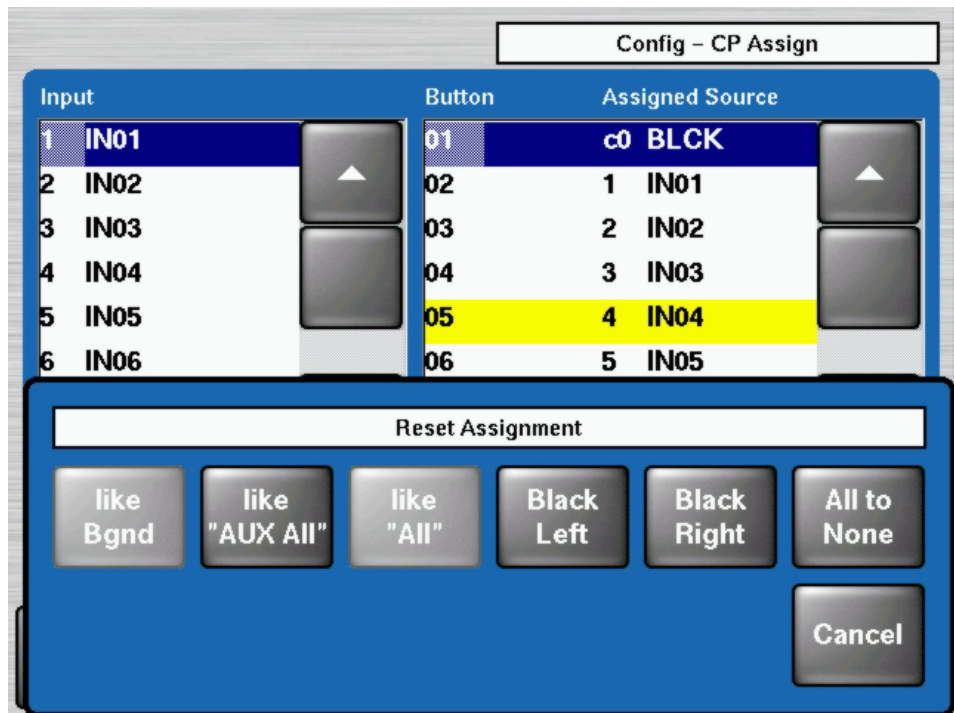 Config – CP Assign
Input Button Assigned Source
1 IN01 01 c0 BLCK
2 IN02 02 1 IN01
3 IN03 03 2 IN02
4 IN04 04 3 IN03
5 IN05 05 4 IN04
6 IN06 06 5 IN05
Reset Assignment
like Bgnd
like "AUX All"
like "All"
Black Left
Black Right
All to None
Cancel